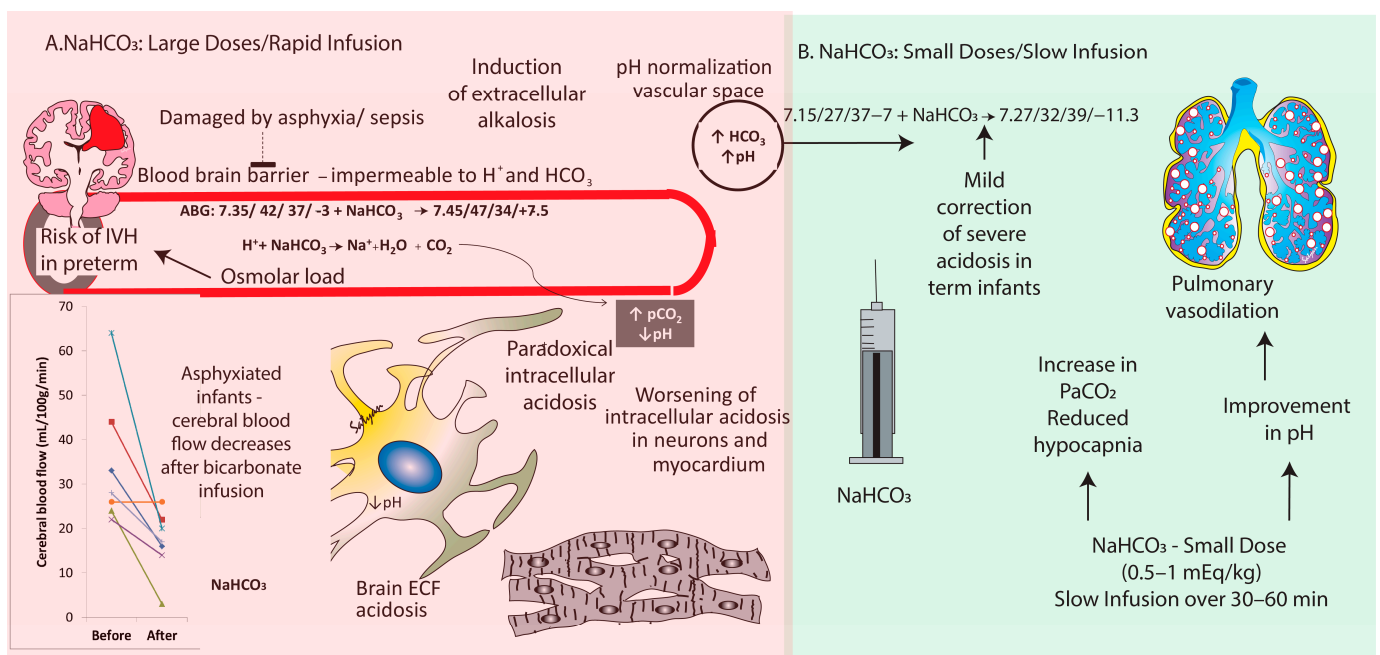 A.NaHCO₃: Large Doses/Rapid Infusion
Damaged by asphyxia/ sepsis
Induction
of extracellular
alkalosis
pH normalization
vascular space
↑ HCO₃
↑pH
Blood brain barrier – impermeable to H⁺ and HCO₃
ABG: 7.35/ 42/ 37/ -3 + NaHCO₃ → 7.45/47/34/+7.5
H⁺+ NaHCO₃→ Na⁺+H₂O + CO₂
Risk of IVH
in preterm
Osmolar load
↑ pCO₂
↓pH
Cerebral blood flow (mL/100g/min)
70
60
50
40
30
20
10
0
Before After
Asphyxiated
infants -
cerebral blood
flow decreases
after bicarbonate
infusion
NaHCO₃
Paradoxical
intracellular
acidosis
↓pH
Brain ECF
acidosis
Worsening of
intracellular acidosis
in neurons and
myocardium
B. NaHCO₃: Small Doses/Slow Infusion
7.15/27/37–7 + NaHCO₃ → 7.27/32/39/–11.3
Mild
correction
of severe
acidosis in
term infants
NaHCO₃
Pulmonary
vasodilation
Increase in
PaCO₂
Reduced
hypocapnia
Improvement
in pH
NaHCO₃ - Small Dose
(0.5–1 mEq/kg)
Slow Infusion over 30–60 min